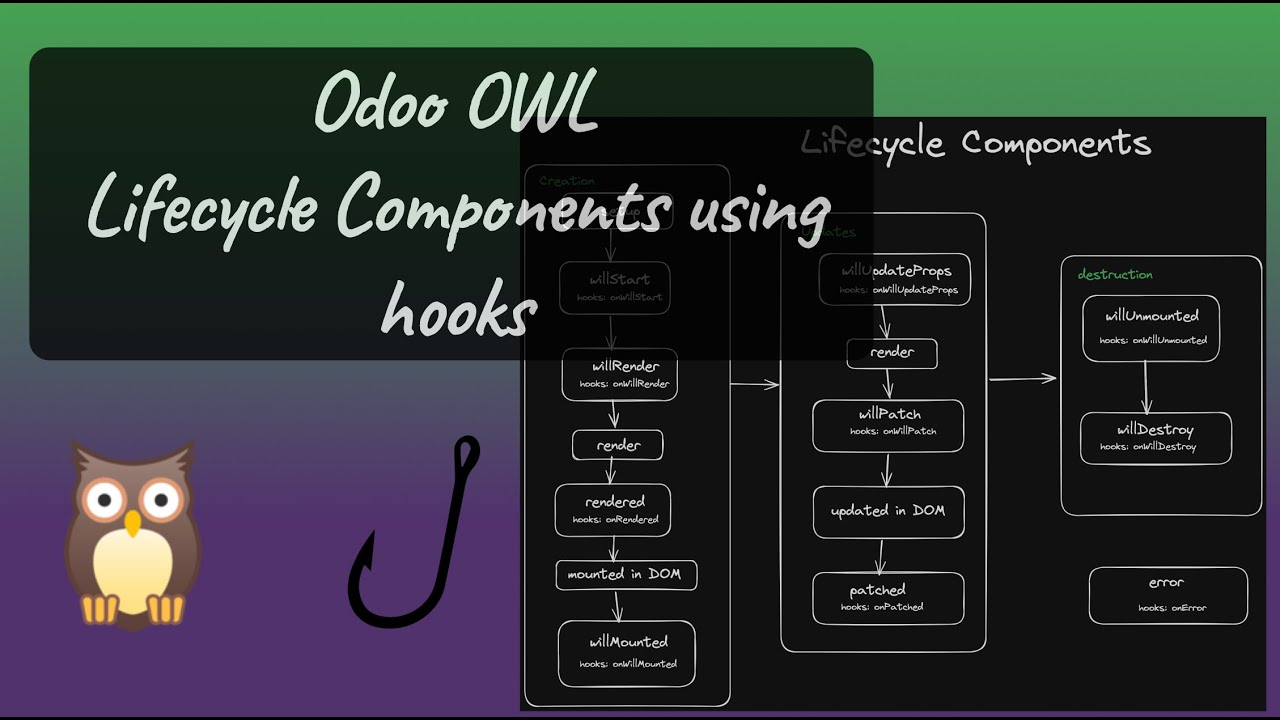 Odoo OWL
Lifecycle Components using
hooks
Lifecycle Components
Creation
setup
willStart
hooks: onWillStart
willRender
hooks: onWillRender
render
rendered
hooks: onRendered
mounted in DOM
willMounted
hooks: onWillMounted
Updates
willUpdateProps
hooks: onWillUpdateProps
render
willPatch
hooks: onWillPatch
updated in DOM
patched
hooks: onPatched
destruction
willUnmounted
hooks: onWillUnmounted
willDestroy
hooks: onWillDestroy
error
hooks: onError